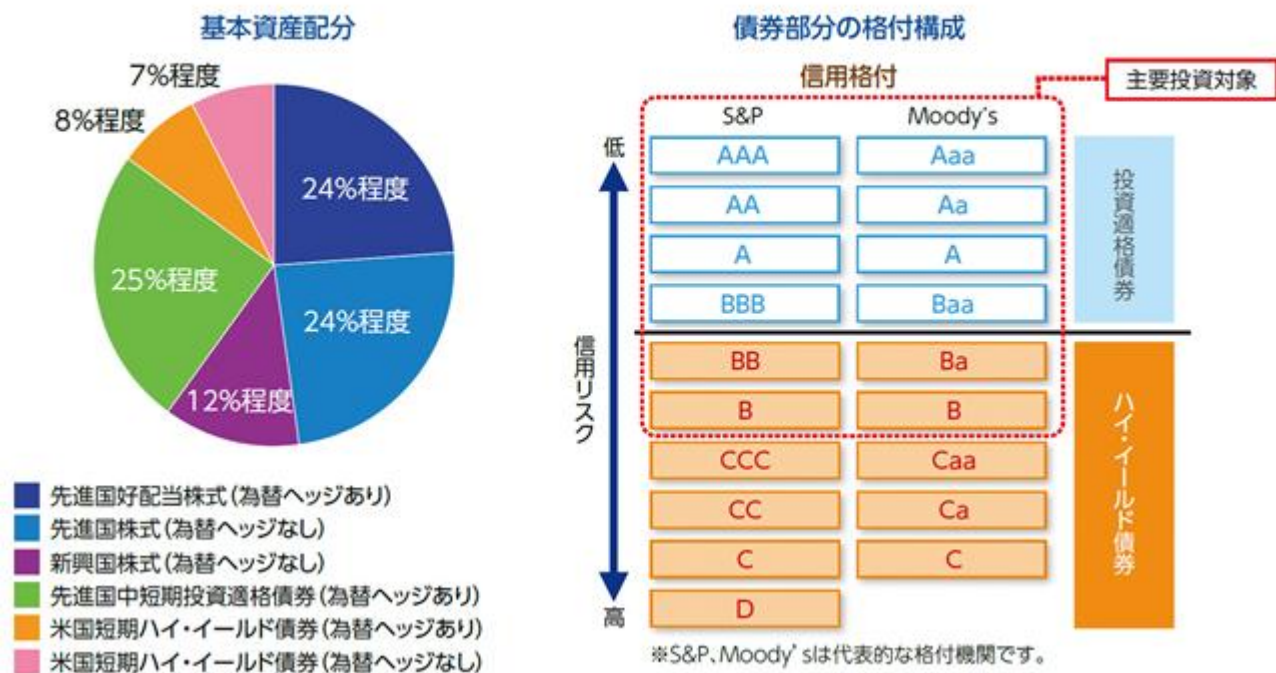 基本資産配分
7%程度
8%程度
24%程度
25%程度
24%程度
12%程度
先進国好配当株式(為替ヘッジあり)
先進国株式(為替ヘッジなし)
新興国株式(為替ヘッジなし)
先進国中短期投資適格債券(為替ヘッジあり)
米国短期ハイ・イールド債券(為替ヘッジあり)
米国短期ハイ・イールド債券(為替ヘッジなし)
債券部分の格付構成
信用格付
主要投資対象
S&P Moody's
低
AAA Aaa
AA Aa
A A
BBB Baa
投資適格債券
信用リスク
BB Ba
B B
CCC Caa
CC Ca
C C
D
ハイ・イールド債券
高
※S&P、Moody'sは代表的な格付機関です。